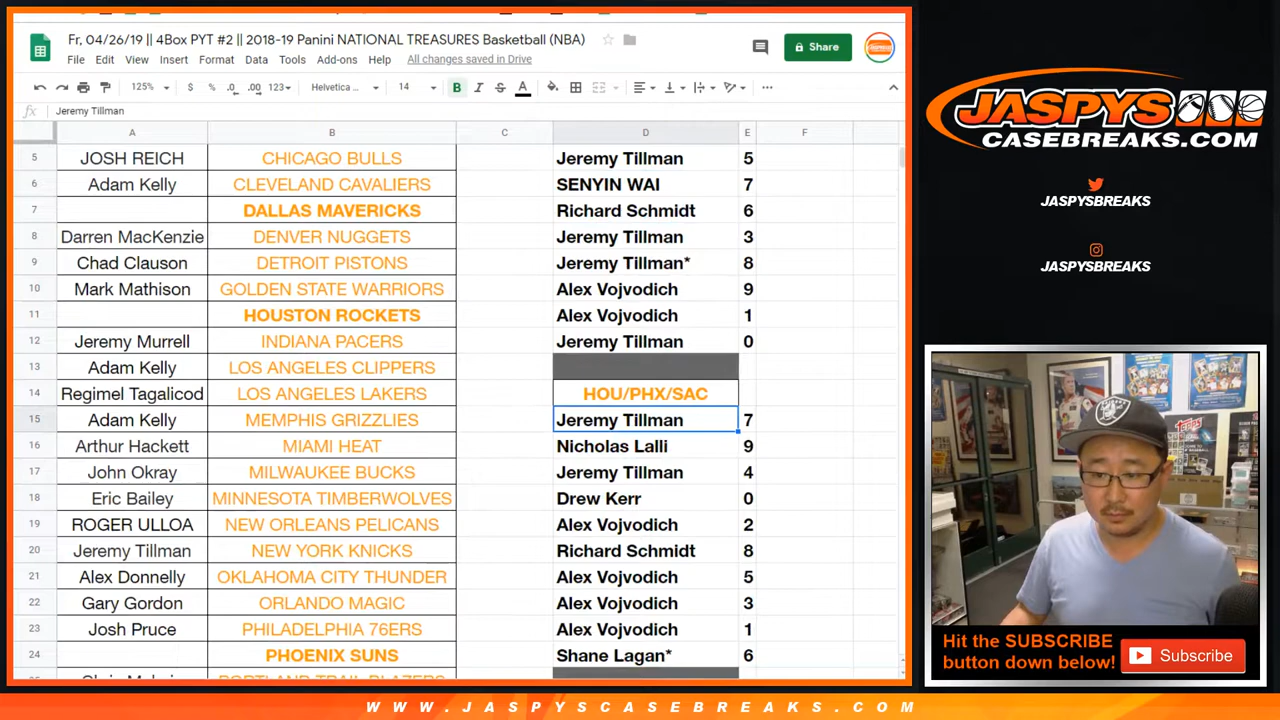 Fr, 04/26/19 || 4Box PYT #2 || 2018-19 Panini NATIONAL TREASURES Basketball (NBA)
File Edit View Insert Format Data Tools Add-ons Help All changes saved in Drive
Share
125% $ % .0 .00 123 Helvetica ... 14 B I S A
fx Jeremy Tillman
A B C D E F
5 JOSH REICH CHICAGO BULLS Jeremy Tillman 5
6 Adam Kelly CLEVELAND CAVALIERS SENYIN WAI 7
7 DALLAS MAVERICKS Richard Schmidt 6
8 Darren MacKenzie DENVER NUGGETS Jeremy Tillman 3
9 Chad Clauson DETROIT PISTONS Jeremy Tillman* 8
10 Mark Mathison GOLDEN STATE WARRIORS Alex Vojvodich 9
11 HOUSTON ROCKETS Alex Vojvodich 1
12 Jeremy Murrell INDIANA PACERS Jeremy Tillman 0
13 Adam Kelly LOS ANGELES CLIPPERS
14 Regimel Tagalicod LOS ANGELES LAKERS HOU/PHX/SAC
15 Adam Kelly MEMPHIS GRIZZLIES Jeremy Tillman 7
16 Arthur Hackett MIAMI HEAT Nicholas Lalli 9
17 John Okray MILWAUKEE BUCKS Jeremy Tillman 4
18 Eric Bailey MINNESOTA TIMBERWOLVES Drew Kerr 0
19 ROGER ULLOA NEW ORLEANS PELICANS Alex Vojvodich 2
20 Jeremy Tillman NEW YORK KNICKS Richard Schmidt 8
21 Alex Donnelly OKLAHOMA CITY THUNDER Alex Vojvodich 5
22 Gary Gordon ORLANDO MAGIC Alex Vojvodich 3
23 Josh Pruce PHILADELPHIA 76ERS Alex Vojvodich 1
24 PHOENIX SUNS Shane Lagan* 6
PORTLAND TRAIL BLAZERS
JASPYS
CASEBREAKS.COM
JASPYSBREAKS
JASPYSBREAKS
Topps
Hit the SUBSCRIBE
button down below!
Subscribe
WWW.JASPYSCASEBREAKS.COM